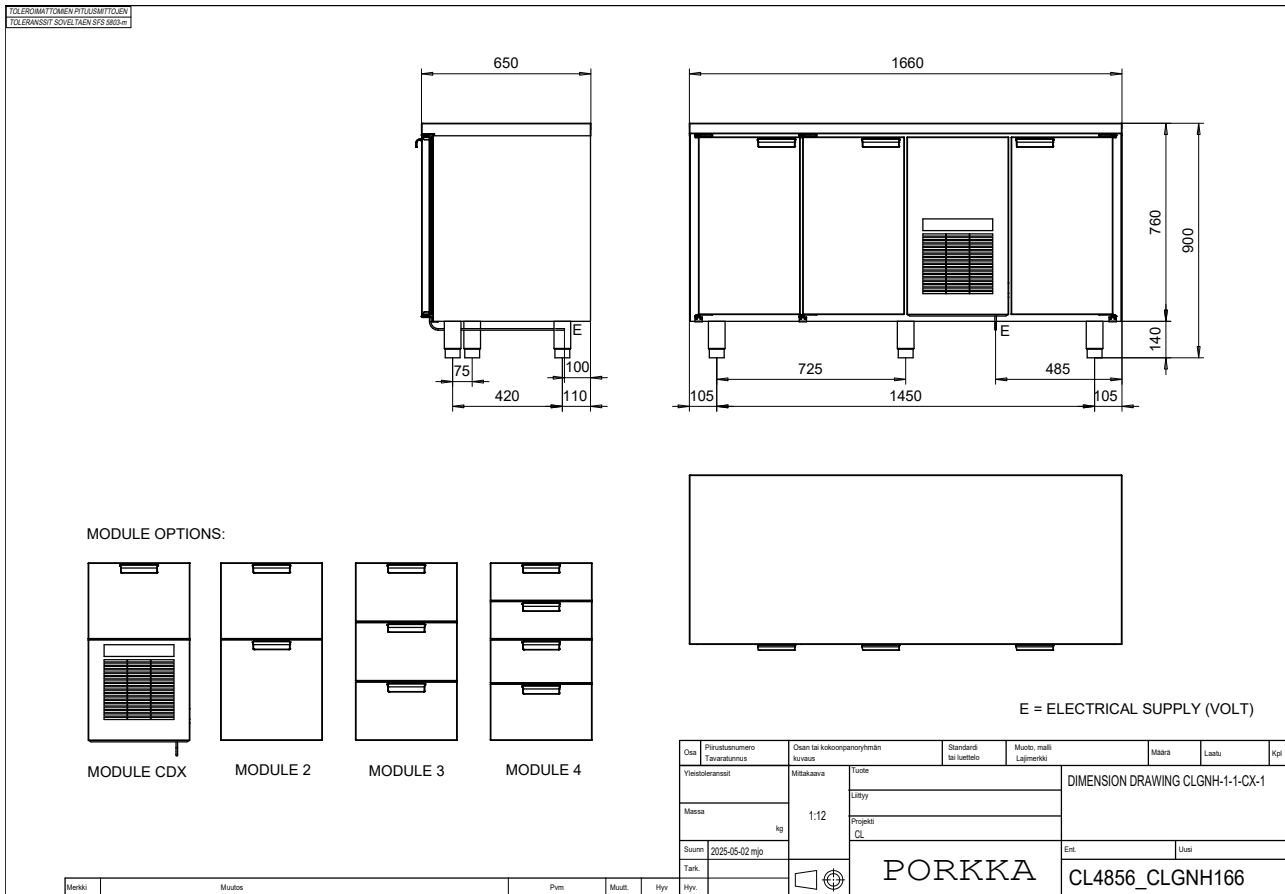 TOLEROIMATTOMIEN PITUUSMITTOJEN
TOLERANSSIT SOVELTAEN SFS 5803-m
650
1660
760
900
140
E
E
75
100
420
110
725
485
105
1450
105
MODULE OPTIONS:
MODULE CDX
MODULE 2
MODULE 3
MODULE 4
E = ELECTRICAL SUPPLY (VOLT)
Osa
Piirustusnumero
Tavaratunnus
Osan tai kokoonpanoryhmän
kuvaus
Standardi
tai luettelo
Muoto, malli
Lajimerkki
Määrä
Laatu
Kpl
Yleistoleranssit
Mittakaava
1:12
Tuote
Liittyy
Projekti
CL
DIMENSION DRAWING CLGNH-1-1-CX-1
Massa
kg
Suunn
2025-05-02 mjo
Tark.
Hyv.
PORKKA
Ent.
Uusi
CL4856_CLGNH166
Merkki
Muutos
Pvm
Muutt.
Hyv